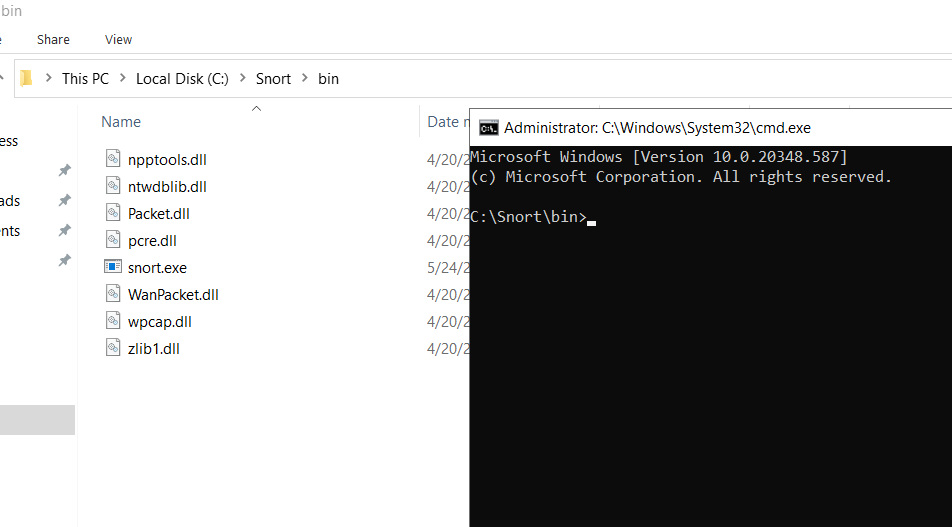 bin
Share View
This PC > Local Disk (C:) > Snort > bin
ess
ads
ents
Name Date m
npptools.dll 4/20/2
ntwdblib.dll 4/20/2
Packet.dll 4/20/2
pcre.dll 4/20/2
snort.exe 5/24/2
WanPacket.dll 4/20/2
wpcap.dll 4/20/2
zlib1.dll 4/20/2
C:\. Administrator: C:\Windows\System32\cmd.exe
Microsoft Windows [Version 10.0.20348.587]
(c) Microsoft Corporation. All rights reserved.
C:\Snort\bin>